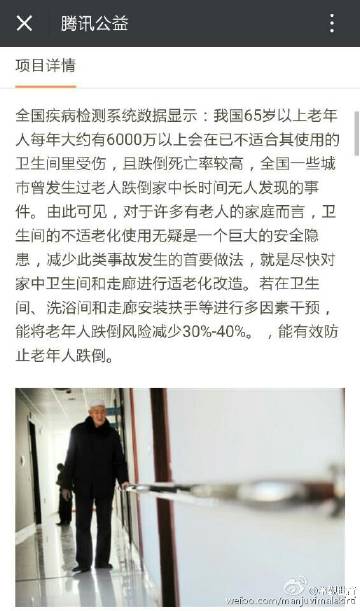 腾讯公益
项目详情
全国疾病检测系统数据显示：我国65岁以上老年
人每年大约有6000万以上会在已不适合其使用的
卫生间里受伤，且跌倒死亡率较高，全国一些城
市曾发生过老人跌倒家中长时间无人发现的事
件。由此可见，对于许多有老人的家庭而言，卫
生间的不适老化使用无疑是一个巨大的安全隐
患，减少此类事故发生的首要做法，就是尽快对
家中卫生间和走廊进行适老化改造。若在卫生
间、洗浴间和走廊安装扶手等进行多因素干预，
能将老年人跌倒风险减少30%-40%。，能有效防
止老年人跌倒。
weibo.com/manjuvimalakirti